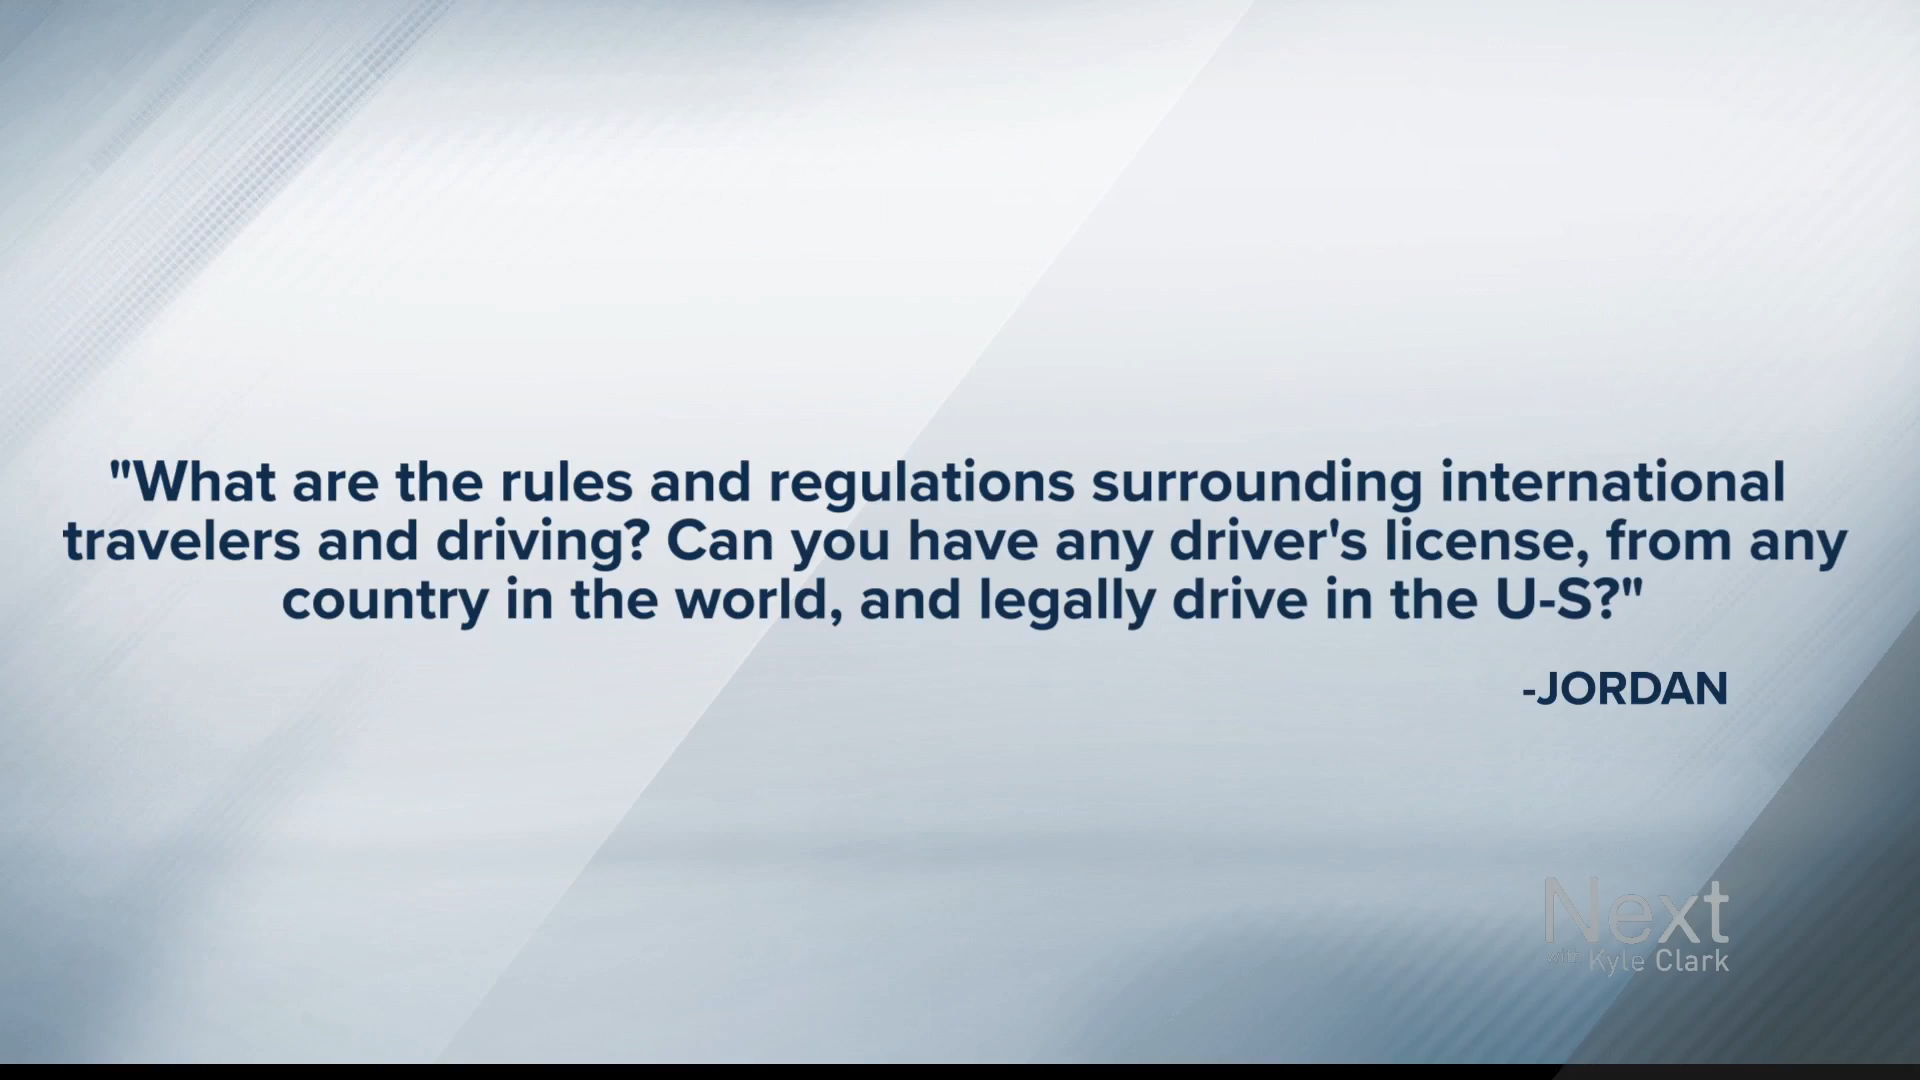 "What are the rules and regulations surrounding international
travelers and driving? Can you have any driver's license, from any
country in the world, and legally drive in the U-S?"
-JORDAN
Next
with Kyle Clark